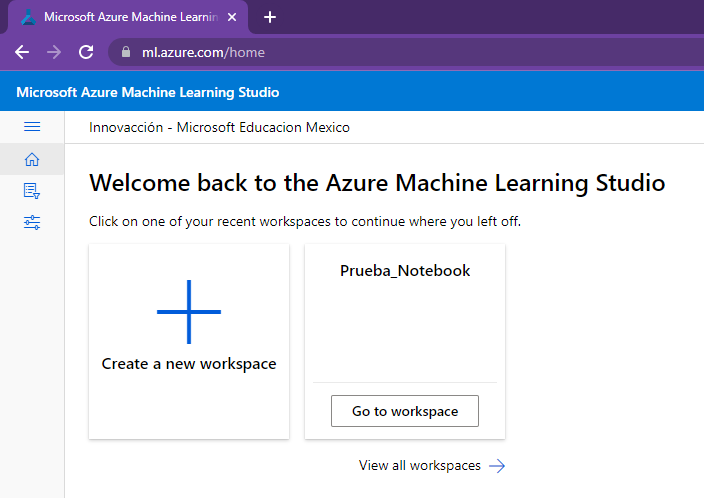 Microsoft Azure Machine Learnin
ml.azure.com/home
Microsoft Azure Machine Learning Studio
Innovacción - Microsoft Educacion Mexico
Welcome back to the Azure Machine Learning Studio
Click on one of your recent workspaces to continue where you left off.
Create a new workspace
Prueba_Notebook
Go to workspace
View all workspaces